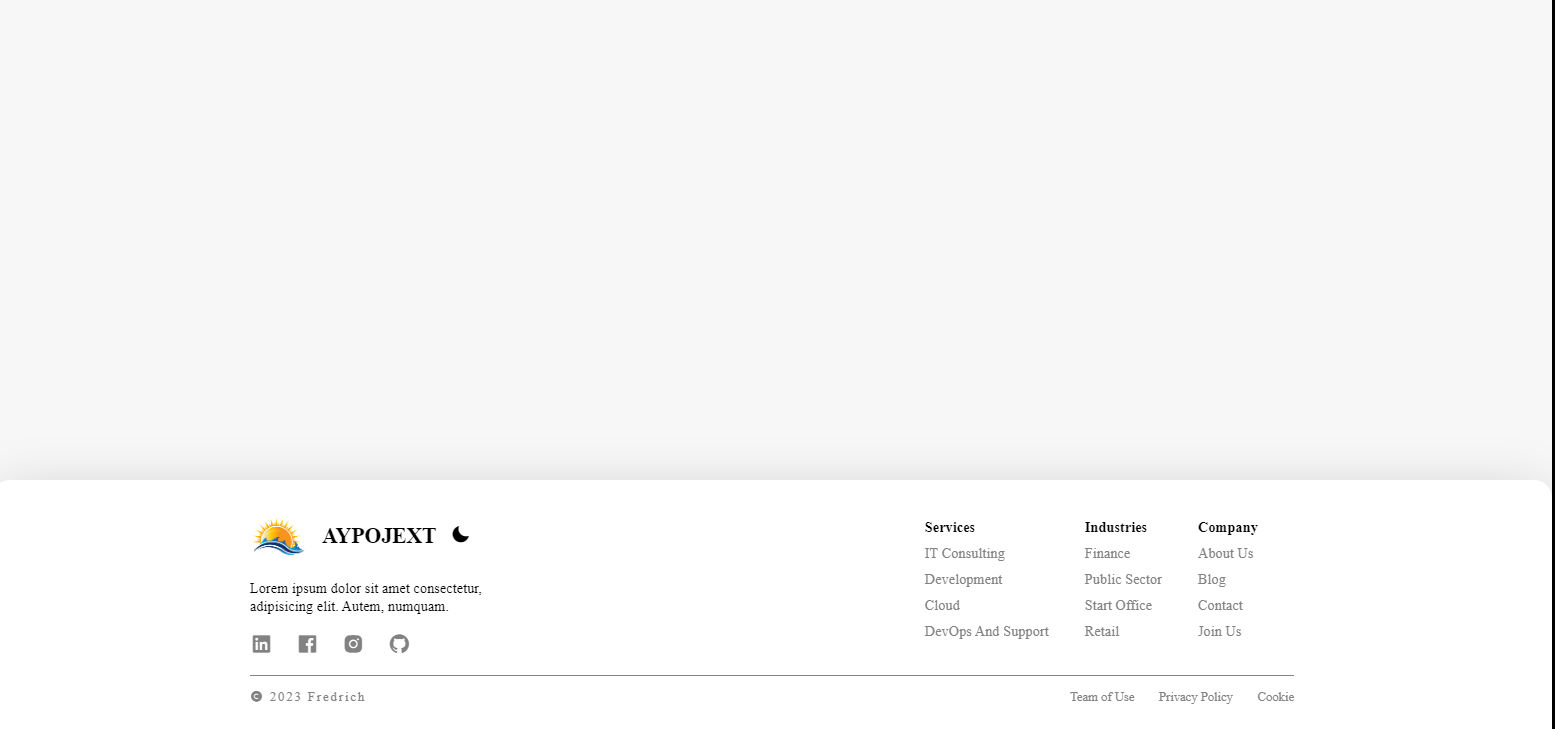 AYPOJEXT
Lorem ipsum dolor sit amet consectetur,
adipisicing elit. Autem, numquam.
Services
IT Consulting
Development
Cloud
DevOps And Support
Industries
Finance
Public Sector
Start Office
Retail
Company
About Us
Blog
Contact
Join Us
© 2023 Fredrich
Team of Use
Privacy Policy
Cookie